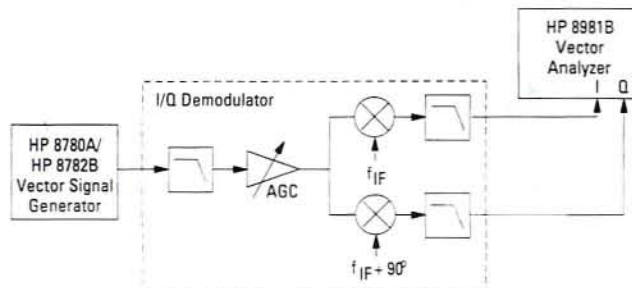 HP 8981B
Vector
Analyzer
I Q
I/Q Demodulator
HP 8780A/
HP 8782B
Vector Signal
Generator
AGC
fIF
fIF + 90°